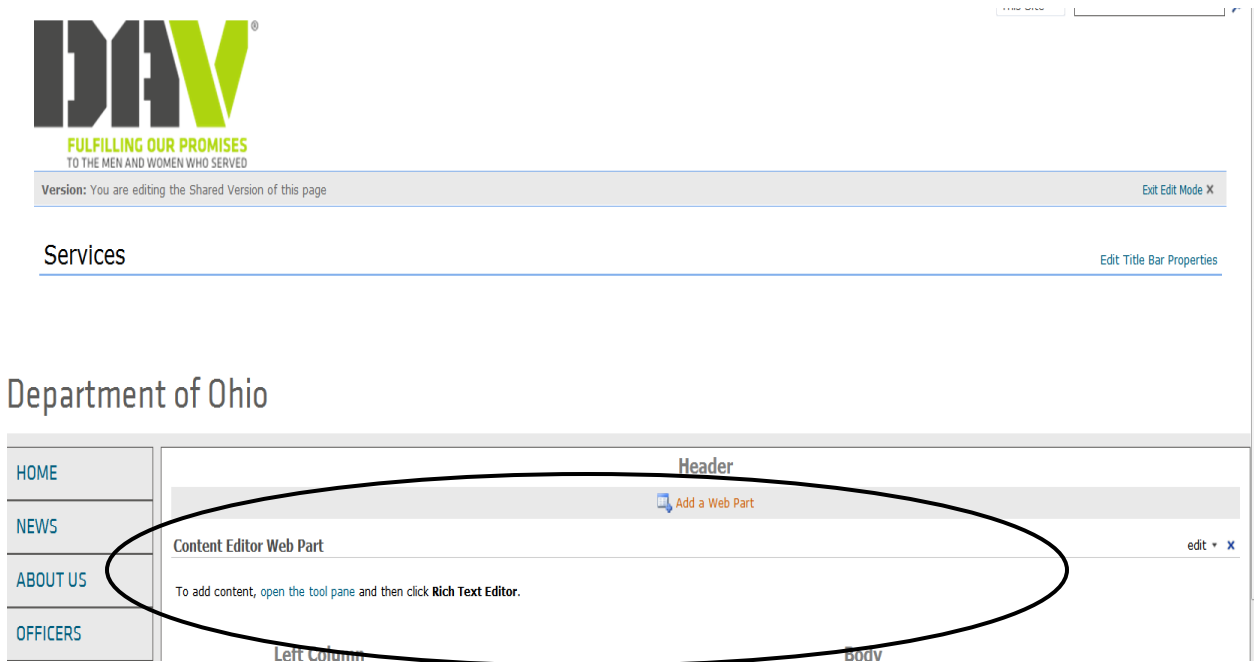 This Site
DAV®
FULFILLING OUR PROMISES
TO THE MEN AND WOMEN WHO SERVED
Version: You are editing the Shared Version of this page Exit Edit Mode X
Services Edit Title Bar Properties
Department of Ohio
HOME
NEWS
ABOUT US
OFFICERS
Header
Add a Web Part
Content Editor Web Part edit x
To add content, open the tool pane and then click Rich Text Editor.
Left Column Body